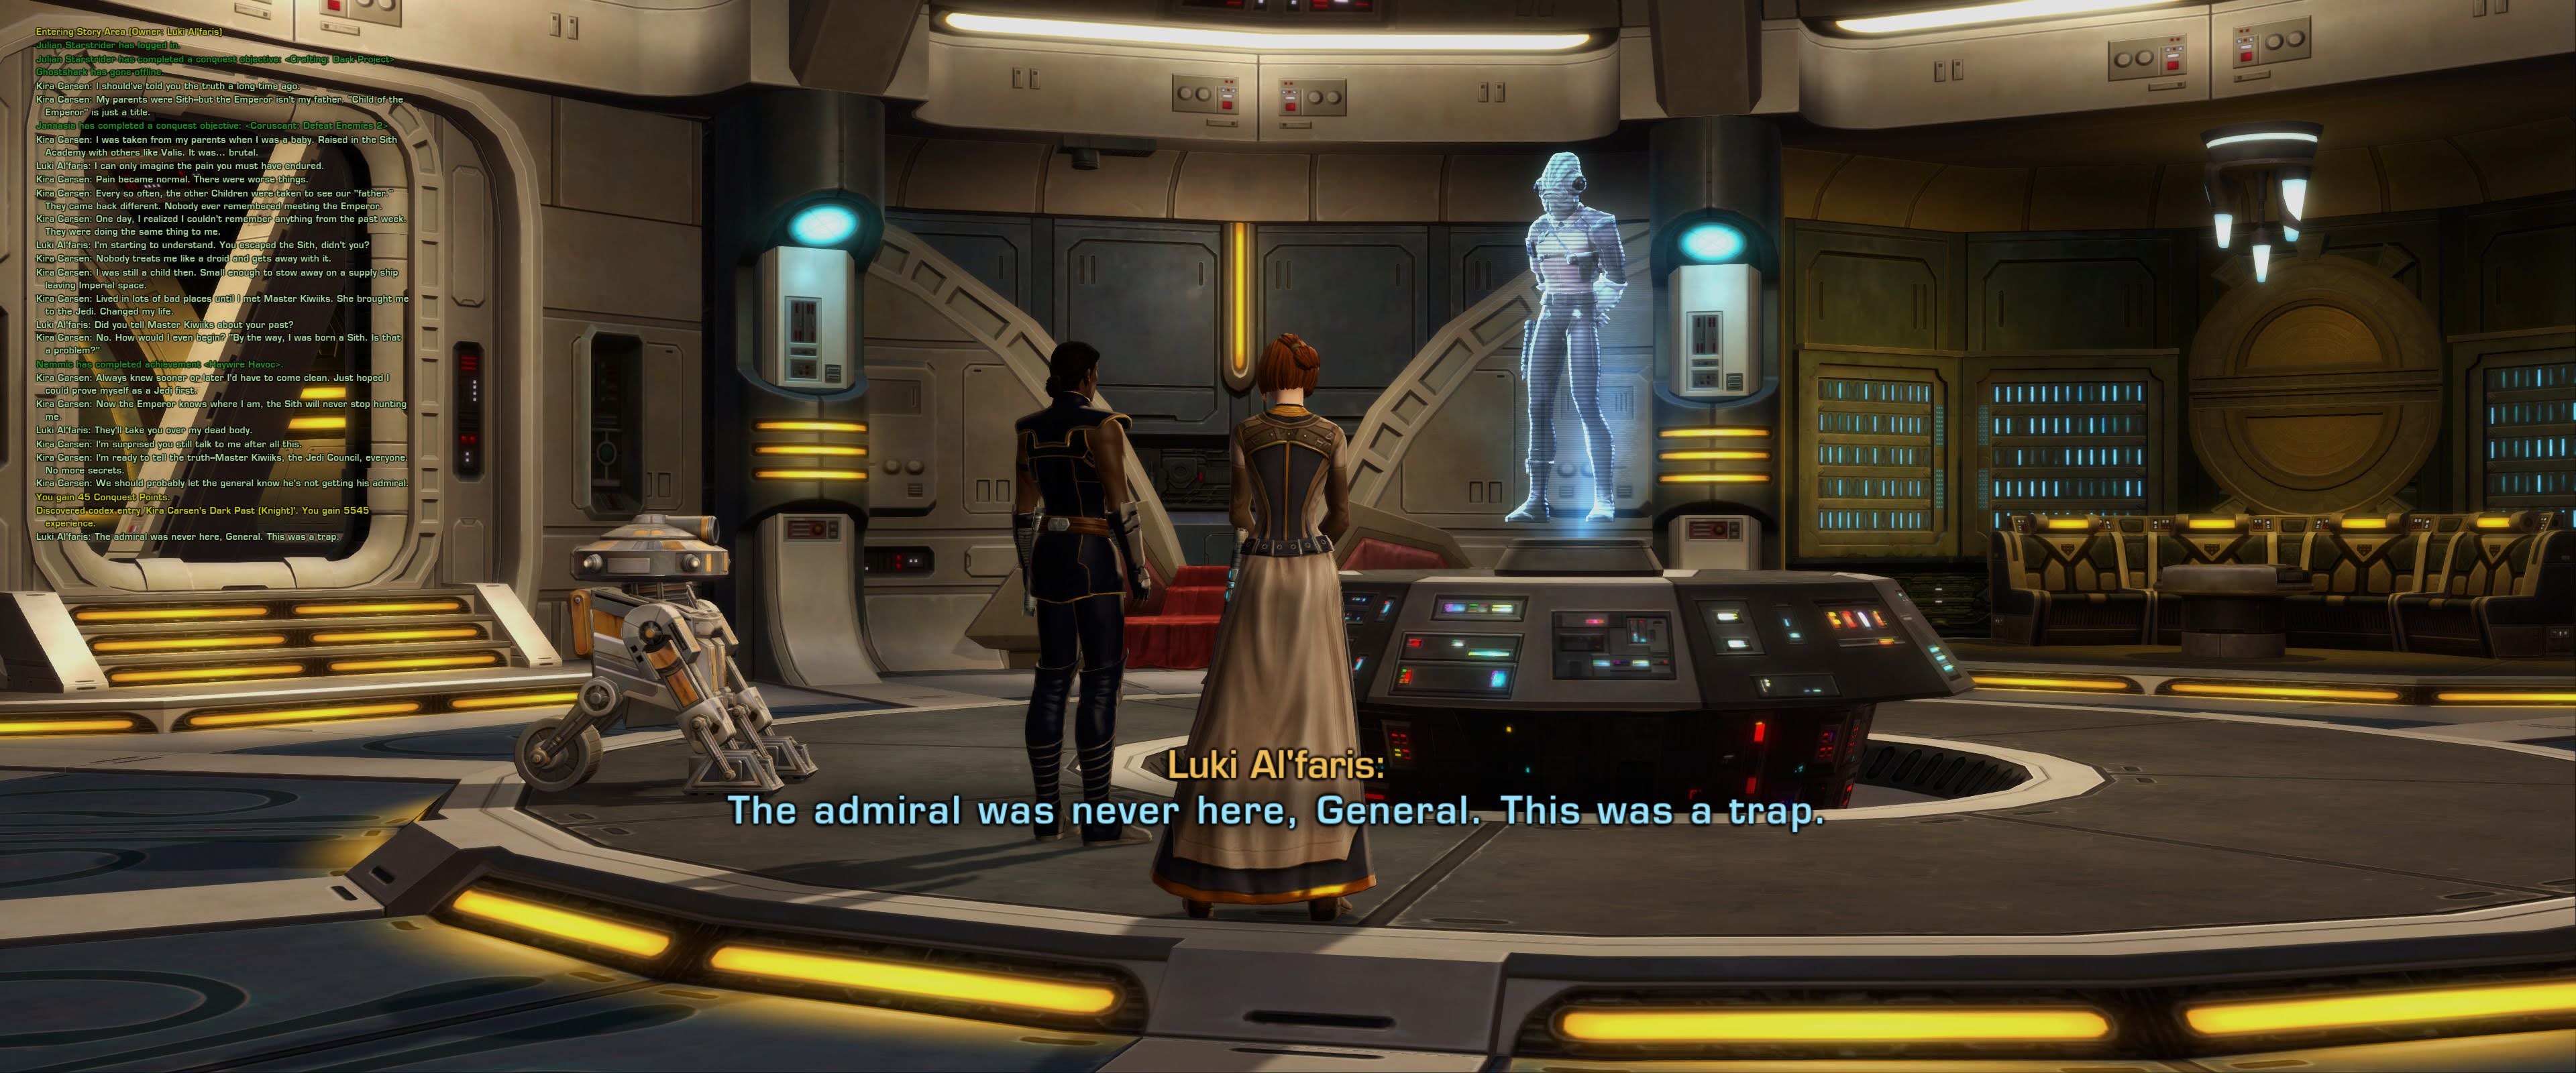 Entering Story Area (Owner: Luki Al'faris)
Julian Starstrider has logged in.
Julian Starstrider has completed a conquest objective: <Crafting: Dark Project>
Ghostshark has gone offline.
Kira Carsen: I should've told you the truth a long time ago.
Kira Carsen: My parents were Sith–but the Emperor isn't my father. "Child of the
Emperor" is just a title.
has completed a conquest objective: <Coruscant: Defeat Enemies 2>
Kira Carsen: I was taken from my parents when I was a baby. Raised in the Sith
Academy with others like Valis. It was... brutal.
Luki Al'faris: I can only imagine the pain you must have endured.
Kira Carsen: Pain became normal. There were worse things.
Kira Carsen: Every so often, the other Children were taken to see our "father."
They came back different. Nobody ever remembered meeting the Emperor.
Kira Carsen: One day, I realized I couldn't remember anything from the past week.
They were doing the same thing to me.
Luki Al'faris: I'm starting to understand. You escaped the Sith, didn't you?
Kira Carsen: Nobody treats me like a droid and gets away with it.
Kira Carsen: I was still a child then. Small enough to stow away on a supply ship
leaving Imperial space.
Kira Carsen: Lived in lots of bad places until I met Master Kiwiiks. She brought me
to the Jedi. Changed my life.
Luki Al'faris: Did you tell Master Kiwiiks about your past?
Kira Carsen: No. How would I even begin? "By the way, I was born a Sith. Is that
a problem?"
Nemmic has completed achievement <Haywire Havoc>.
Kira Carsen: Always knew sooner or later I'd have to come clean. Just hoped I
could prove myself as a Jedi first.
Kira Carsen: Now the Emperor knows where I am, the Sith will never stop hunting
me.
Luki Al'faris: They'll take you over my dead body.
Kira Carsen: I'm surprised you still talk to me after all this.
Kira Carsen: I'm ready to tell the truth–Master Kiwiiks, the Jedi Council, everyone.
No more secrets.
Kira Carsen: We should probably let the general know he's not getting his admiral.
You gain 45 Conquest Points.
Discovered codex entry 'Kira Carsen's Dark Past (Knight)'. You gain 5545
experience.
Luki Al'faris: The admiral was never here, General. This was a trap.
Luki Al'faris:
The admiral was never here, General. This was a trap.